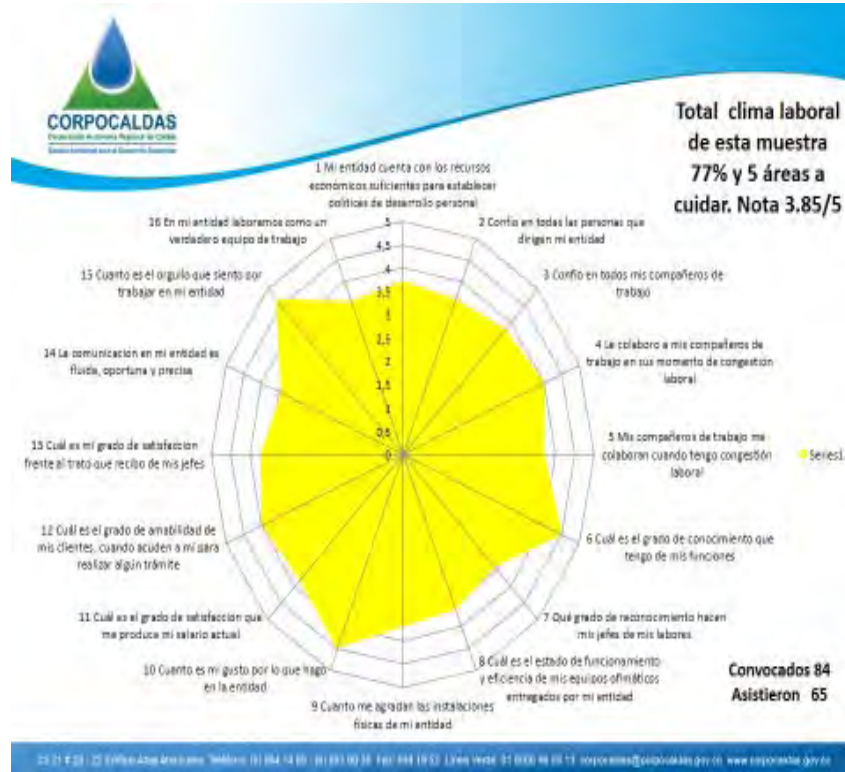 CORPOCALDAS
Corporación Autónoma Regional de Caldas
Total clima laboral
de esta muestra
77% y 5 áreas a
cuidar. Nota 3.85/5
1 Mi entidad cuenta con los recursos
económicos suficientes para establecer
politicas de desarrollo personal
16 En mi entidad laboramos como un
verdadero equipo de trabajo
2 Confio en todas las personas que
dirigen mi entidad
15 Cuanto es el orgullo que siento por
trabajar en mi entidad
3 Confio en todos mis compañeros de
trabajo
14 La comunicación en mi entidad es
fluida, oportuna y precisa
4 Le colaboro a mis compañeros de
trabajo en sus momento de congestión
laboral
13 Cuál es mi grado de satisfaccion
frente al trato que recibo de mis jefes
5 Mis compañeros de trabajo me
colaboran cuando tengo congestión
laboral
12 Cuál es el grado de amabilidad de
mis clientes, cuando acuden a mi para
realizar algún trámite
6 Cuál es el grado de conocimiento que
tengo de mis funciones
11 Cuál es el grado de satisfaccion que
me produce mi salario actual
7 Qué grado de reconocimiento hacen
mis jefes de mis labores
10 Cuanto es mi gusto por lo que hago
en la entidad
8 Cuál es el estado de funcionamiento
y eficiencia de mis equipos ofimáticos
entregados por mi entidad
9 Cuanto me agradan las instalaciones
físicas de mi entidad
5
4,5
4
3,5
3
2,5
2
1,5
1
0,5
0
Series1
Convocados 84
Asistieron 65